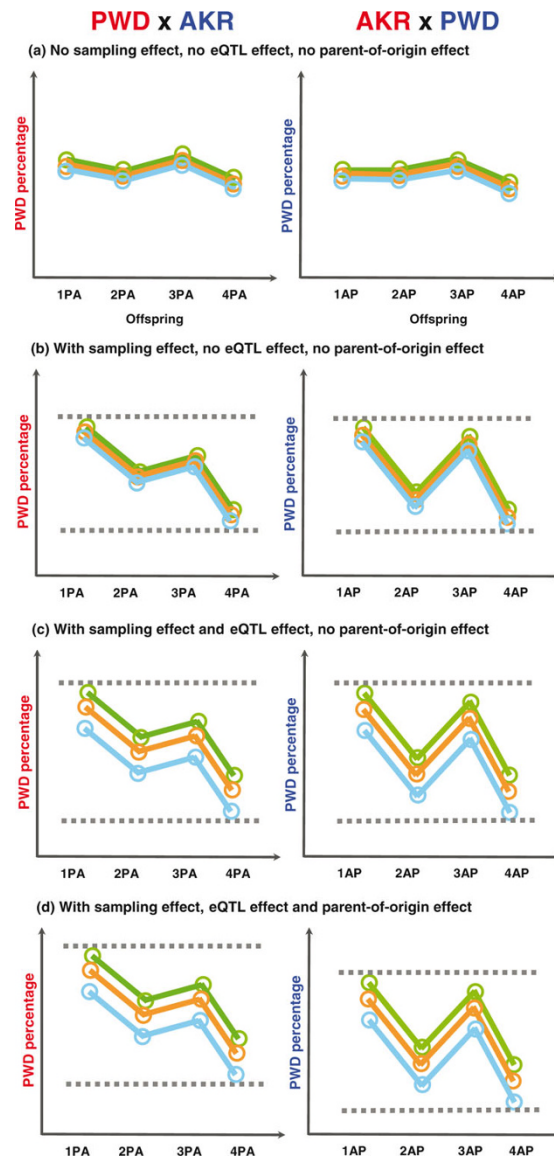 PWD x AKR
AKR x PWD
(a) No sampling effect, no eQTL effect, no parent-of-origin effect
PWD percentage
PWD percentage
1PA 2PA 3PA 4PA
1AP 2AP 3AP 4AP
Offspring
Offspring
(b) With sampling effect, no eQTL effect, no parent-of-origin effect
PWD percentage
PWD percentage
1PA 2PA 3PA 4PA
1AP 2AP 3AP 4AP
(c) With sampling effect and eQTL effect, no parent-of-origin effect
PWD percentage
PWD percentage
1PA 2PA 3PA 4PA
1AP 2AP 3AP 4AP
(d) With sampling effect, eQTL effect and parent-of-origin effect
PWD percentage
PWD percentage
1PA 2PA 3PA 4PA
1AP 2AP 3AP 4AP